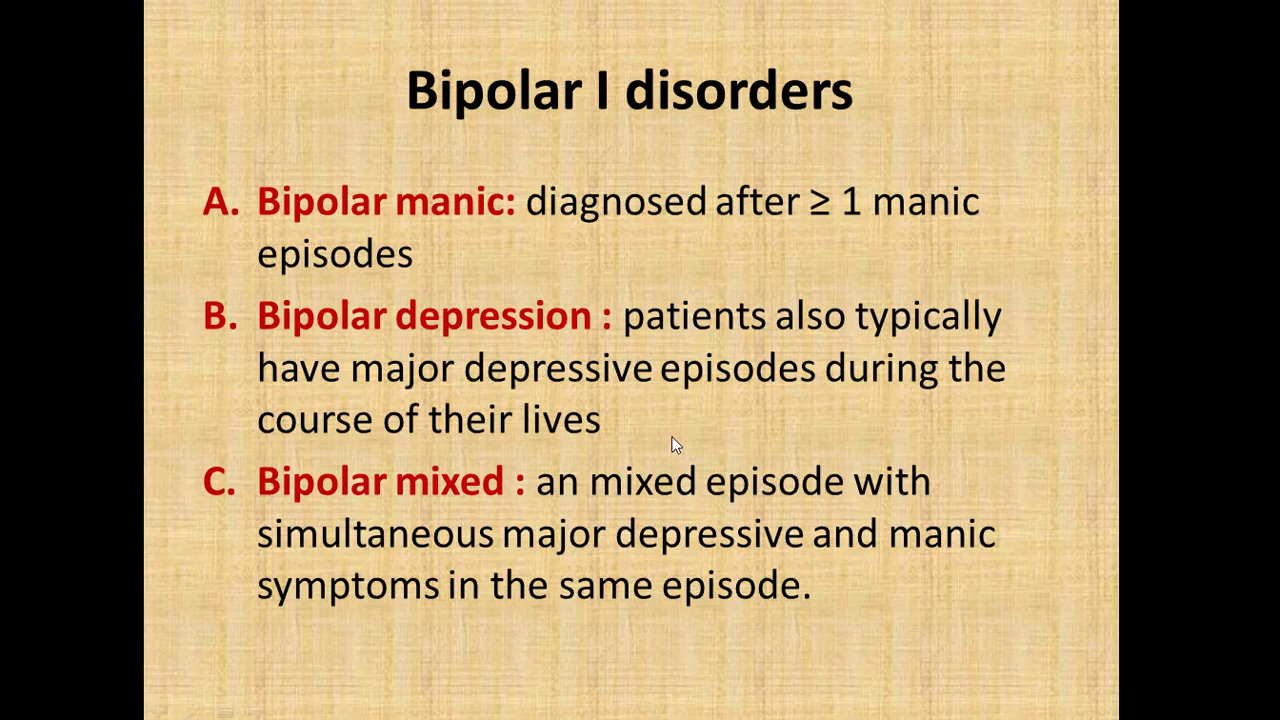 Bipolar I disorders
A. Bipolar manic: diagnosed after ≥ 1 manic
episodes
B. Bipolar depression : patients also typically
have major depressive episodes during the
course of their lives
C. Bipolar mixed : an mixed episode with
simultaneous major depressive and manic
symptoms in the same episode.